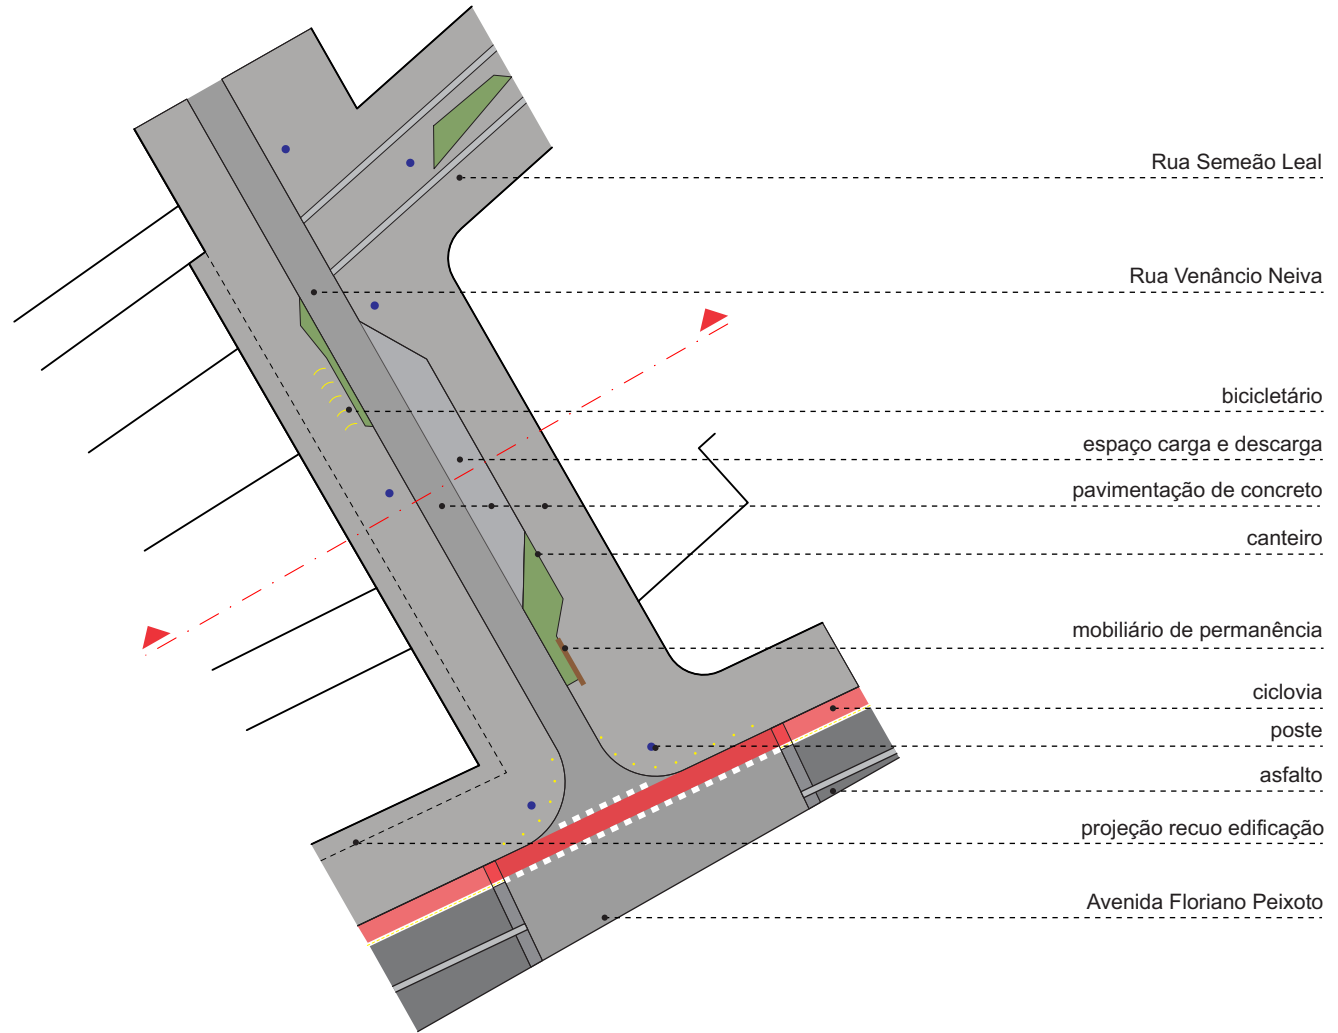 Rua Semeão Leal
Rua Venâncio Neiva
bicicletário
espaço carga e descarga
pavimentação de concreto
canteiro
mobiliário de permanência
ciclovia
poste
asfalto
projeção recuo edificação
Avenida Floriano Peixoto